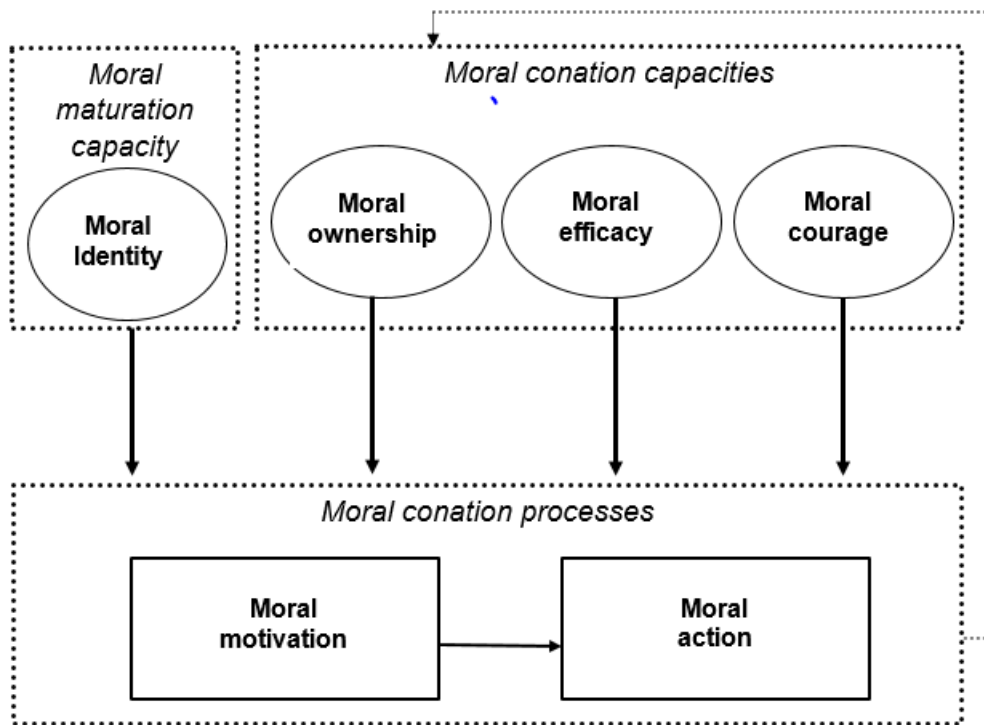 Moral
maturation
capacity
Moral
Identity
Moral conation capacities
Moral
ownership
Moral
efficacy
Moral
courage
Moral conation processes
Moral
motivation
Moral
action